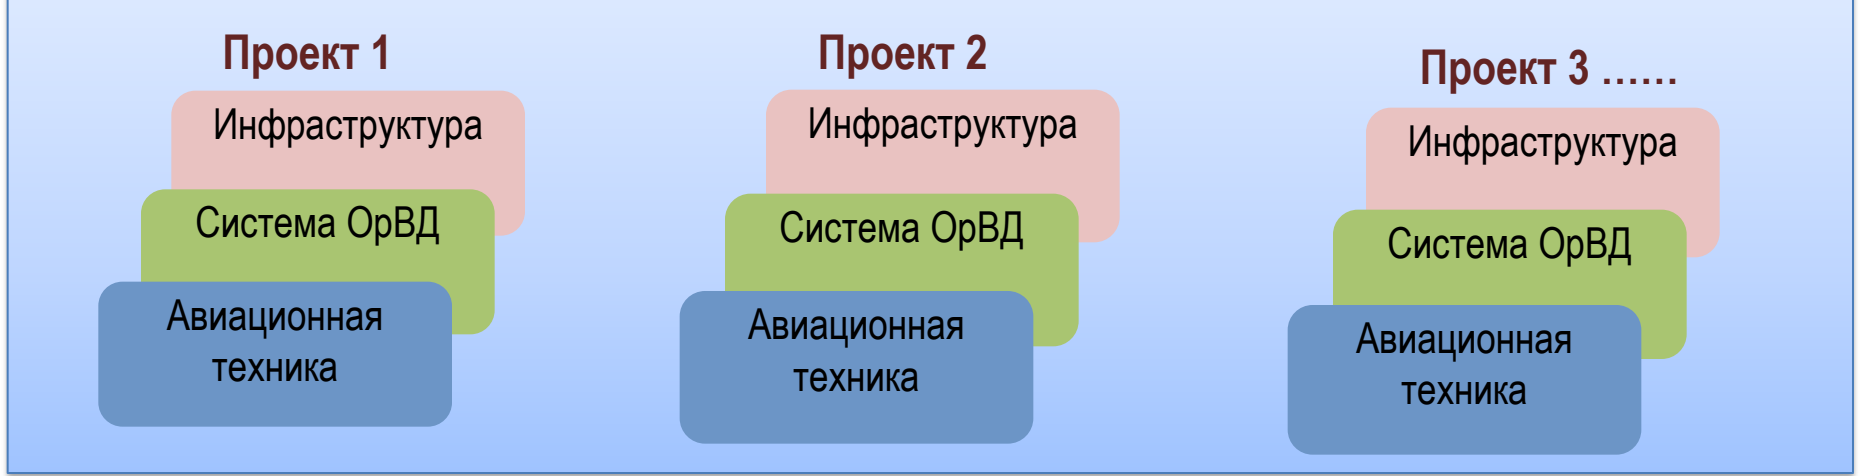 Проект 1
Инфраструктура
Система ОрВД
Авиационная
техника
Проект 2
Инфраструктура
Система ОрВД
Авиационная
техника
Проект 3 ......
Инфраструктура
Система ОрВД
Авиационная
техника